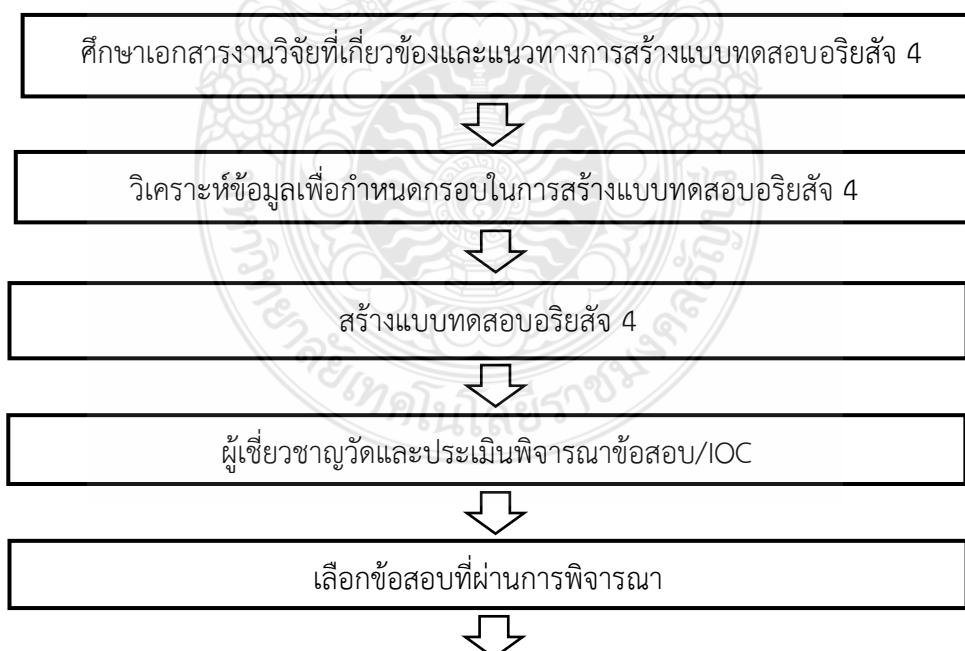 ศึกษาเอกสารงานวิจัยที่เกี่ยวข้องและแนวทางการสร้างแบบทดสอบอริยสัจ 4
วิเคราะห์ข้อมูลเพื่อกำหนดกรอบในการสร้างแบบทดสอบอริยสัจ 4
สร้างแบบทดสอบอริยสัจ 4
ผู้เชี่ยวชาญวัดและประเมินพิจารณาข้อสอบ/IOC
เลือกข้อสอบที่ผ่านการพิจารณา